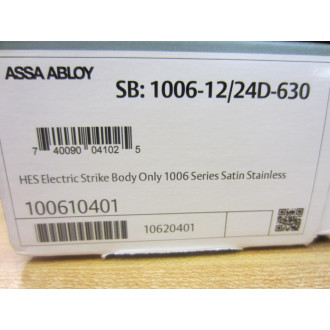 ASSA ABLOY
SB: 1006-12/24D-630
7 40090 04102 5
HES Electric Strike Body Only 1006 Series Satin Stainless
100610401
10620401